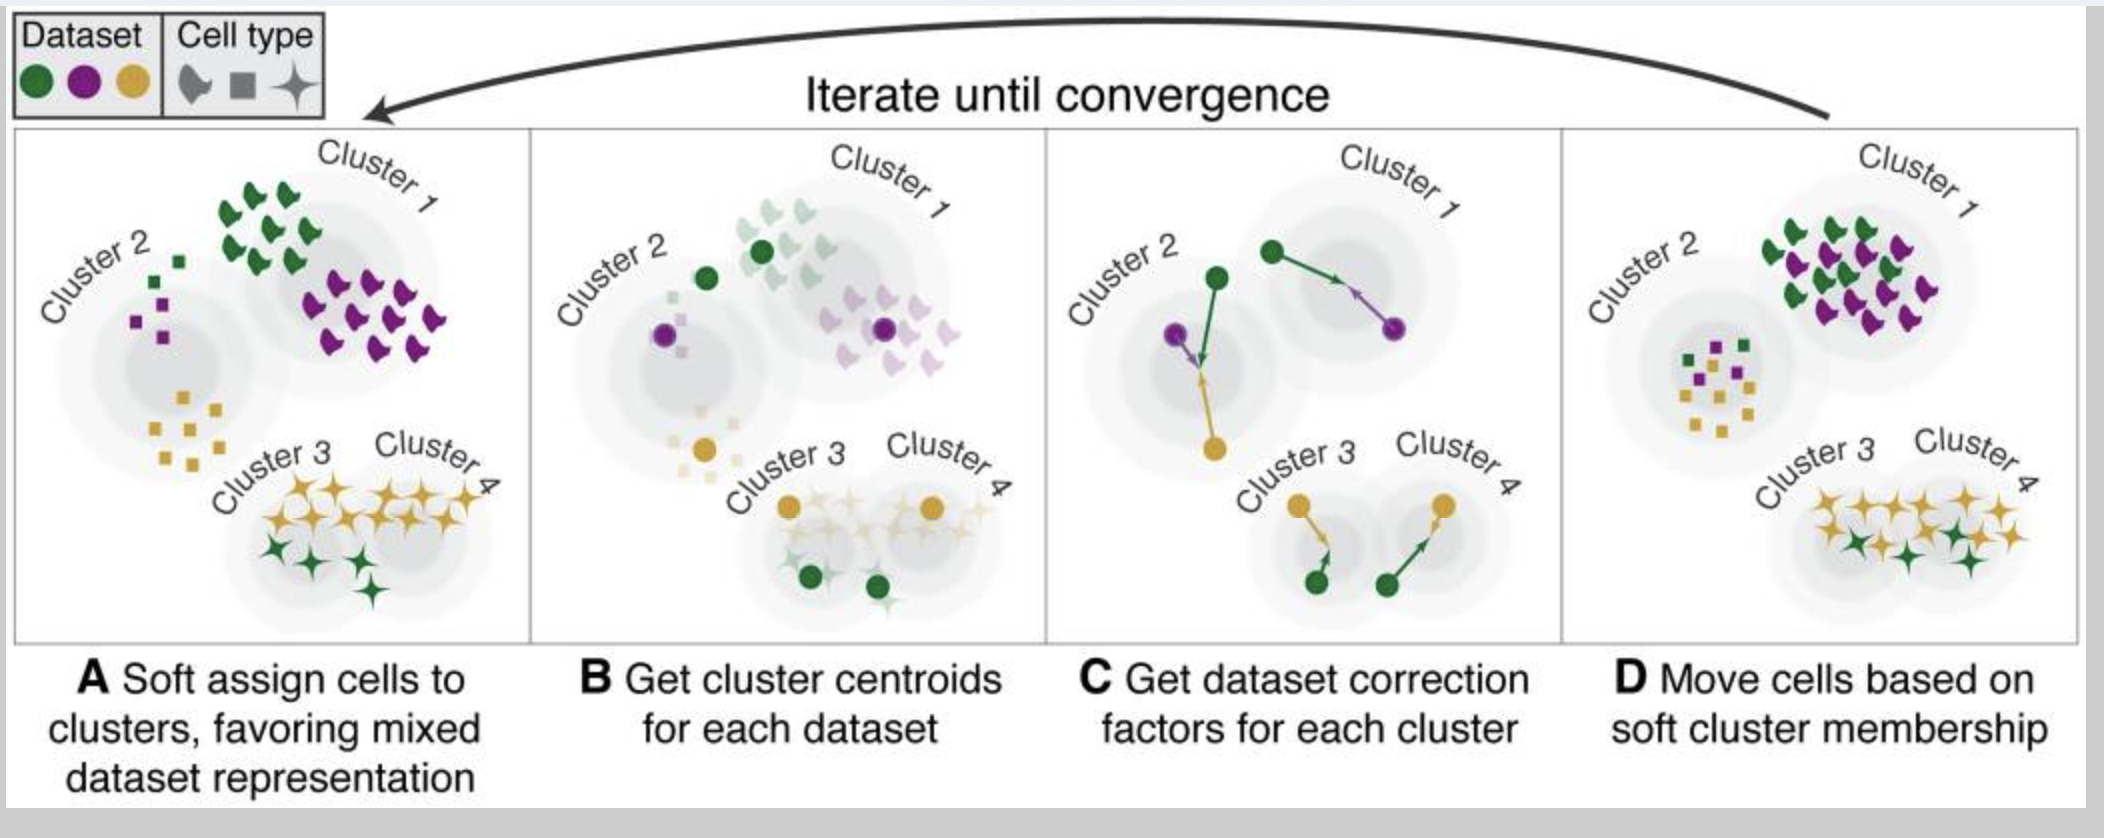 Dataset
Cell type
Iterate until convergence
Cluster 1
Cluster 2
Cluster 3
Cluster 4
Cluster 1
Cluster 2
Cluster 3
Cluster 4
Cluster 1
Cluster 2
Cluster 3
Cluster 4
Cluster 1
Cluster 2
Cluster 3
Cluster 4
A Soft assign cells to
clusters, favoring mixed
dataset representation
B Get cluster centroids
for each dataset
C Get dataset correction
factors for each cluster
D Move cells based on
soft cluster membership